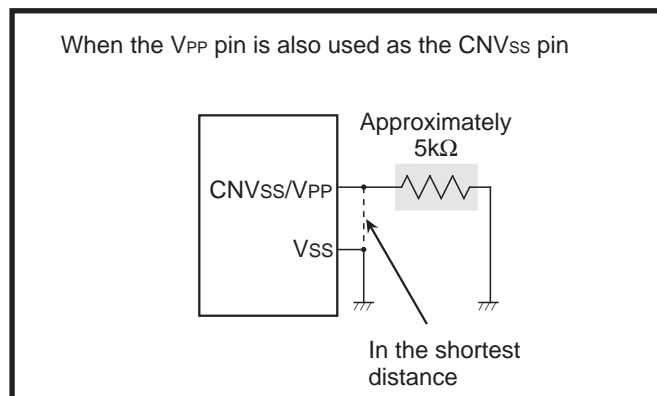 When the VPP pin is also used as the CNVSS pin
Approximately
5kΩ
CNVSS/VPP
VSS
In the shortest
distance